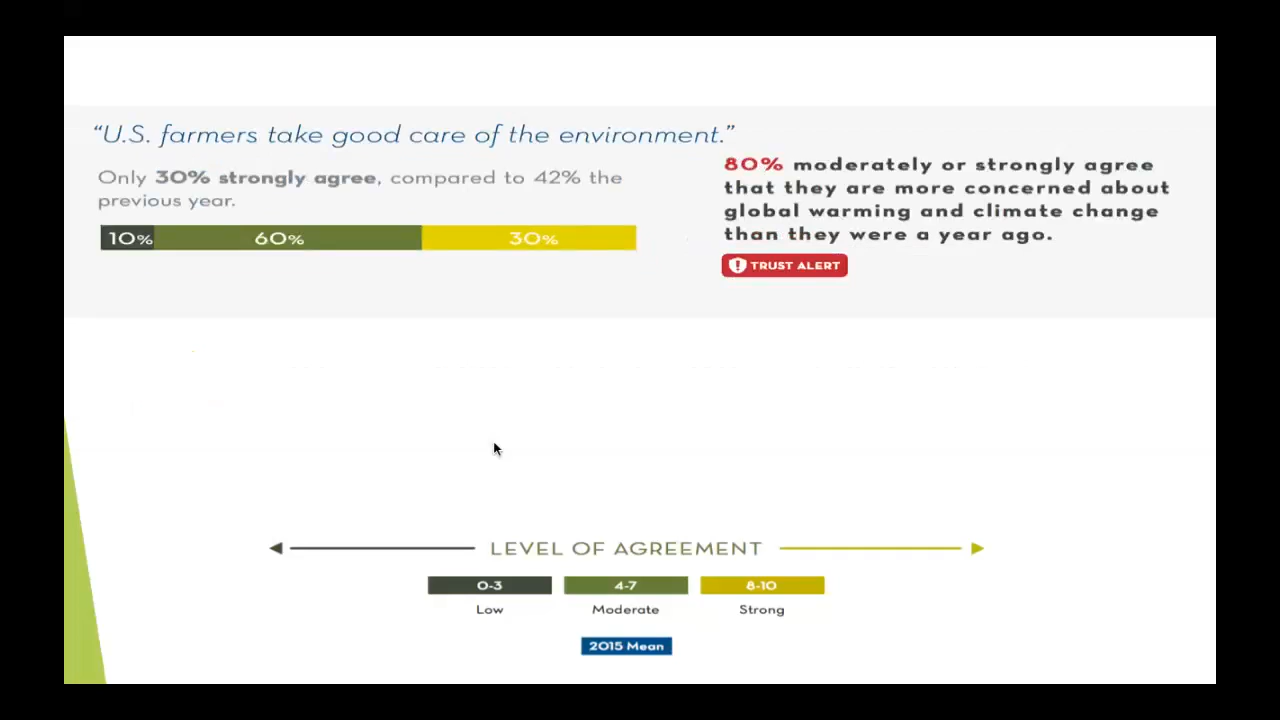 “U.S. farmers take good care of the environment.”
Only 30% strongly agree, compared to 42% the
previous year.
10% 60% 30%
80% moderately or strongly agree
that they are more concerned about
global warming and climate change
than they were a year ago.
TRUST ALERT
LEVEL OF AGREEMENT
0-3 4-7 8-10
Low Moderate Strong
2015 Mean